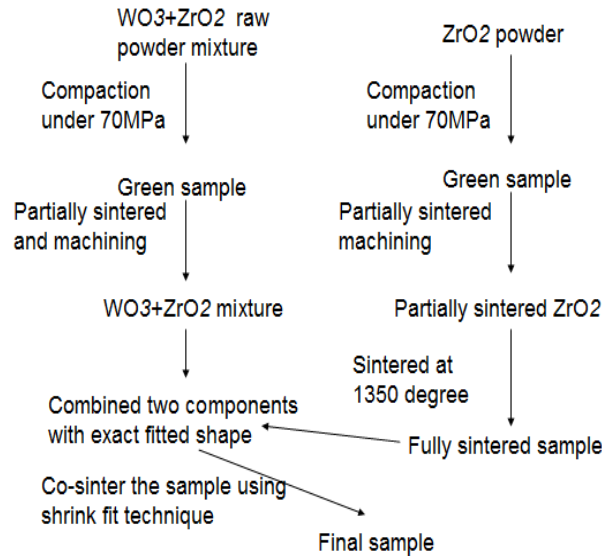 WO3+ZrO2 raw
powder mixture
ZrO2 powder
Compaction
under 70MPa
Compaction
under 70MPa
Green sample
Green sample
Partially sintered
and machining
Partially sintered
machining
WO3+ZrO2 mixture
Partially sintered ZrO2
Sintered at
1350 degree
Combined two components
with exact fitted shape
Fully sintered sample
Co-sinter the sample using
shrink fit technique
Final sample